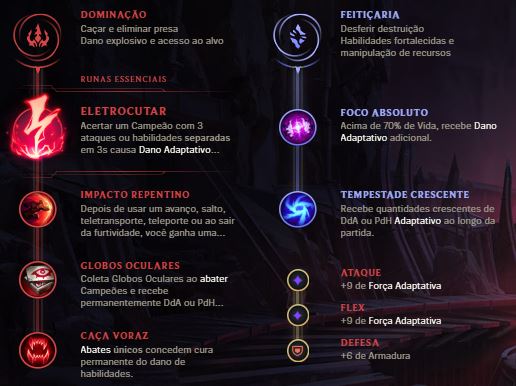 DOMINAÇÃO
Caçar e eliminar presa
Dano explosivo e acesso ao alvo
RUNAS ESSENCIAIS
ELETROCUTAR
Acertar um Campeão com 3
ataques ou habilidades separadas
em 3s causa Dano Adaptativo...
IMPACTO REPENTINO
Depois de usar um avanço, salto,
teletransporte, teleporte ou ao sair
da furtividade, você ganha uma...
GLOBOS OCULARES
Coleta Globos Oculares ao abater
Campeões e recebe
permanentemente DdA ou PdH...
CAÇA VORAZ
Abates únicos concedem cura
permanente do dano de
habilidades.
FEITIÇARIA
Desferir destruição
Habilidades fortalecidas e
manipulação de recursos
FOCO ABSOLUTO
Acima de 70% de Vida, recebe Dano
Adaptativo adicional.
TEMPESTADE CRESCENTE
Recebe quantidades crescentes de
DdA ou PdH Adaptativo ao longo da
partida.
ATAQUE
+9 de Força Adaptativa
FLEX
+9 de Força Adaptativa
DEFESA
+6 de Armadura